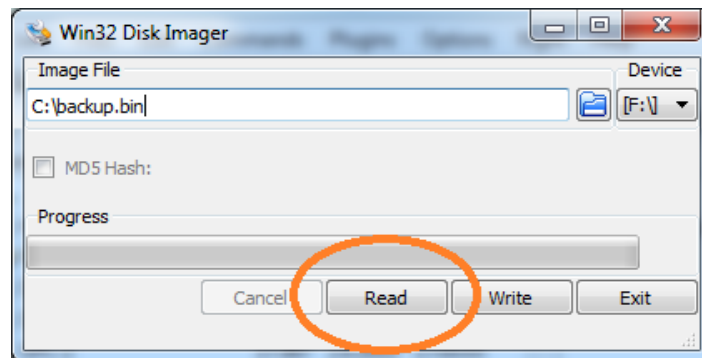 Win32 Disk Imager
Image File
Device
C:\backup.bin
[F:\]
MD5 Hash:
Progress
Cancel
Read
Write
Exit